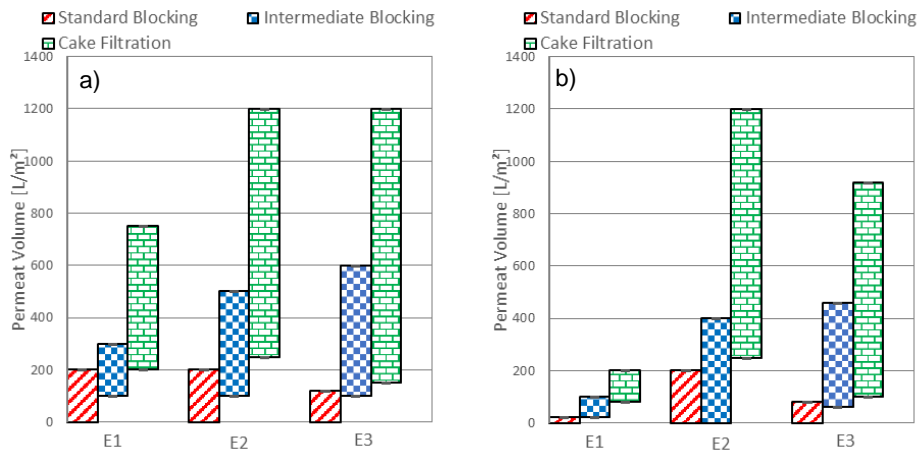 Standard Blocking Intermediate Blocking
Cake Filtration
a)
Permeat Volume [L/m²]
1400
1200
1000
800
600
400
200
0
E1 E2 E3
Standard Blocking Intermediate Blocking
Cake Filtration
b)
Permeat Volume [L/m²]
1400
1200
1000
800
600
400
200
0
E1 E2 E3